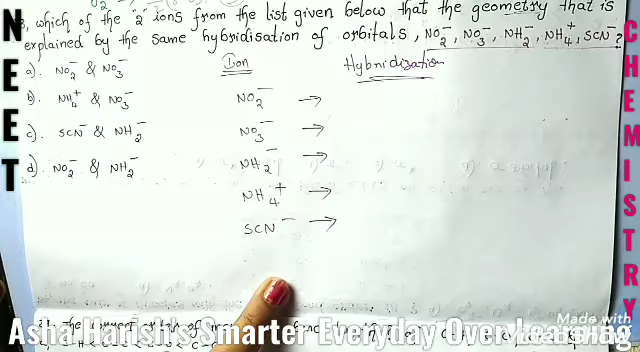 which of the 2 ions from the list given below that the geometry that is
explained by the same hybridisation of orbitals, NO2⁻, NO3⁻, NH2⁻, NH4⁺, SCN⁻?
a). NO2⁻ & NO3⁻
b). NH4⁺ & NO3⁻
c). SCN⁻ & NH2⁻
d). NO2⁻ & NH2⁻
Ion Hybridization
NO2⁻ →
NO3⁻ →
NH2⁻ →
NH4⁺ →
SCN⁻ →
NEET
CHEMISTRY
Made with
Asha Harish's Smarter Everyday Over Learning